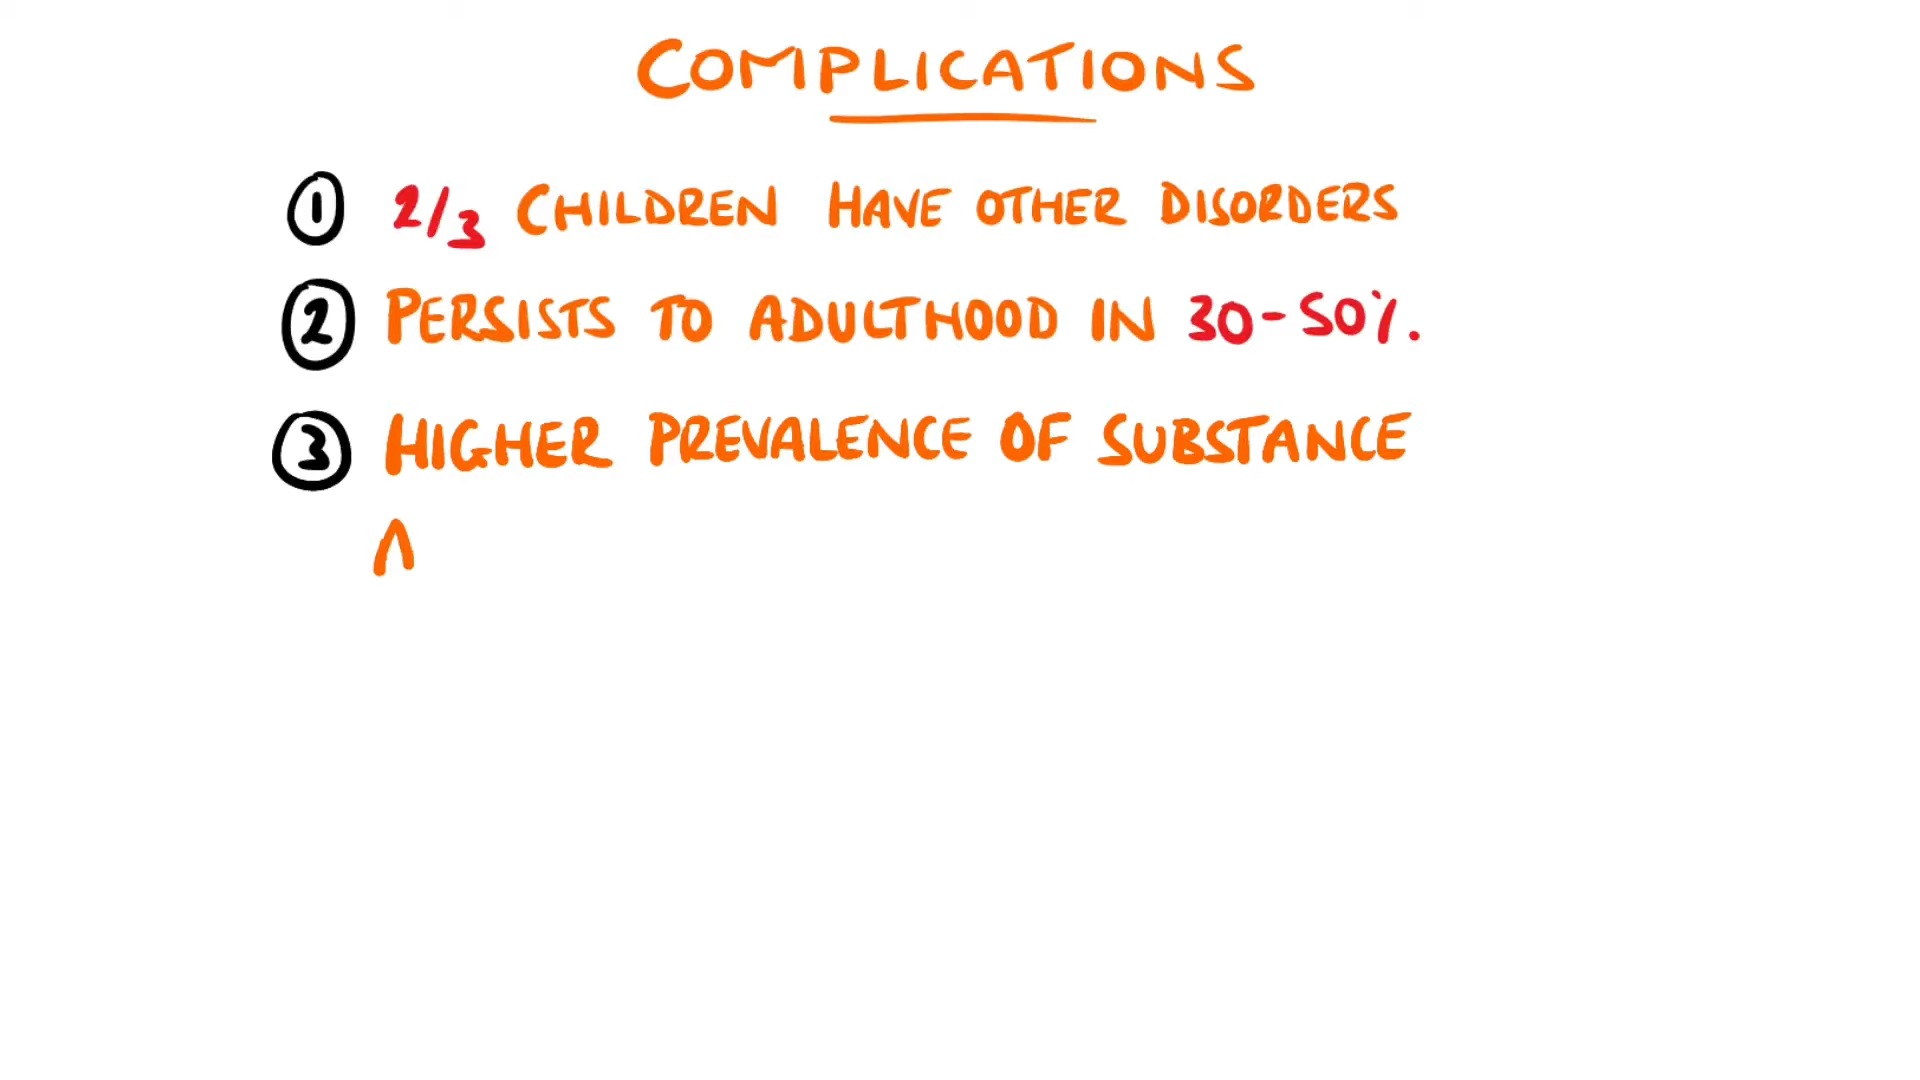 COMPLICATIONS
1 2/3 CHILDREN HAVE OTHER DISORDERS
2 PERSISTS TO ADULTHOOD IN 30-50%.
3 HIGHER PREVALENCE OF SUBSTANCE